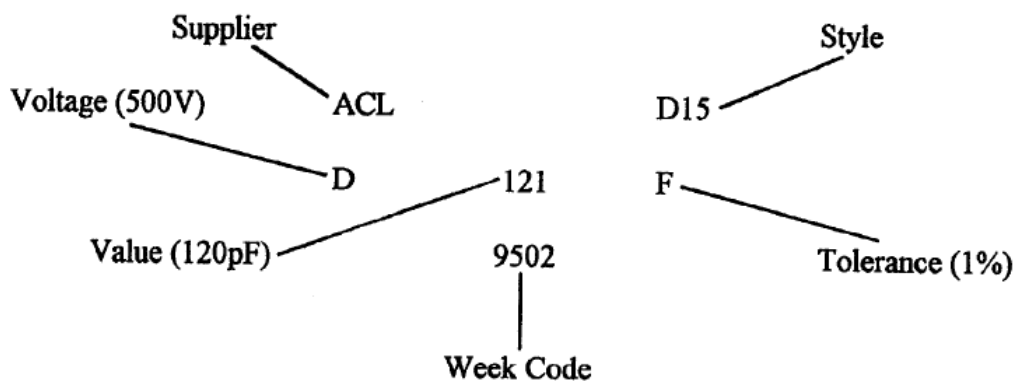 Supplier
Style
Voltage (500V)
ACL
D15
D
121
F
Value (120pF)
9502
Tolerance (1%)
Week Code